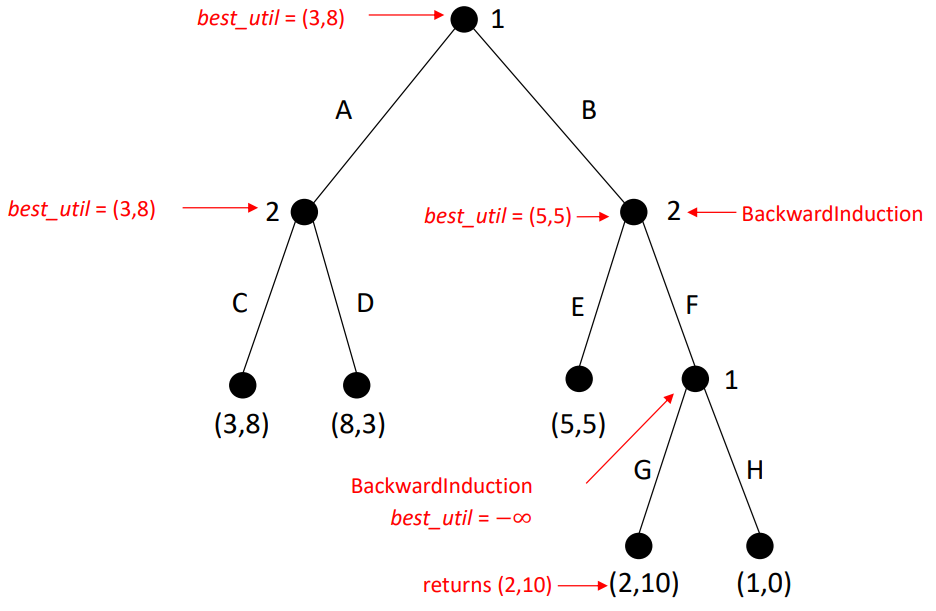 best_util = (3,8)
1
A
B
best_util = (3,8)
2
best_util = (5,5)
2
BackwardInduction
C
D
E
F
1
(3,8)
(8,3)
(5,5)
G
H
BackwardInduction
best_util = −∞
returns (2,10)
(2,10)
(1,0)